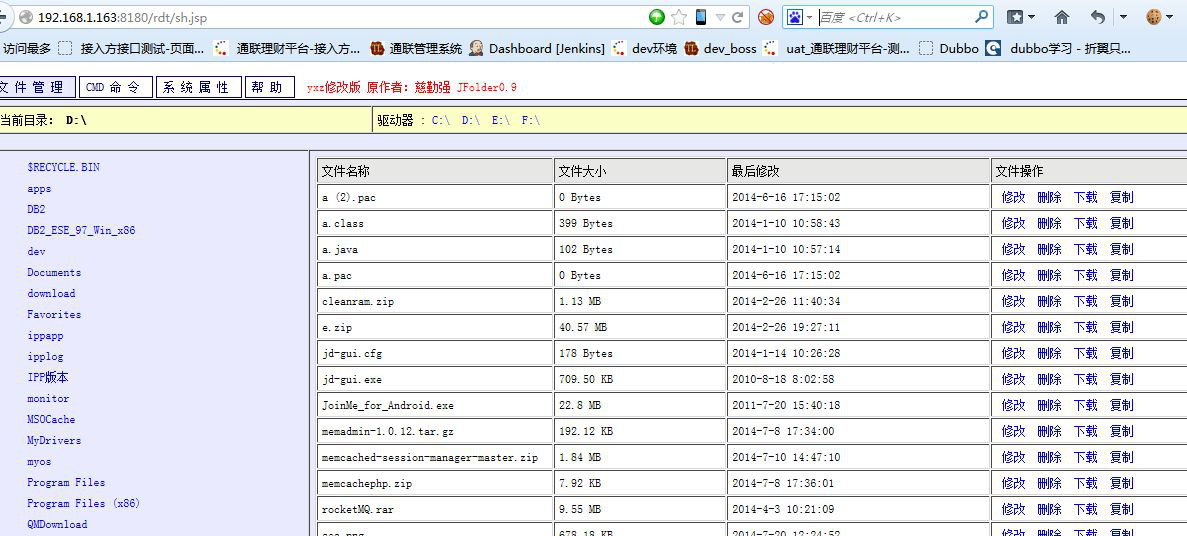 192.168.1.163:8180/rdt/sh.jsp 百度 <Ctrl+K>
访问最多 接入方接口测试-页面... 通联理财平台-接入方... 通联管理系统 Dashboard [Jenkins] dev环境 dev_boss uat_通联理财平台-测... Dubbo dubbo学习 - 折翼只...
文 件 管 理 CMD 命 令 系 统 属 性 帮 助 yxz修改版 原作者：慈勤强 JFolder0.9
当前目录： D:\ 驱动器 : C:\ D:\ E:\ F:\
$RECYCLE.BIN
apps
DB2
DB2_ESE_97_Win_x86
dev
Documents
download
Favorites
ippapp
ipplog
IPP版本
monitor
MSOCache
MyDrivers
myos
Program Files
Program Files (x86)
QMDownload
文件名称 文件大小 最后修改 文件操作
a (2).pac 0 Bytes 2014-6-16 17:15:02 修改 删除 下载 复制
a.class 399 Bytes 2014-1-10 10:58:43 修改 删除 下载 复制
a.java 102 Bytes 2014-1-10 10:57:14 修改 删除 下载 复制
a.pac 0 Bytes 2014-6-16 17:15:02 修改 删除 下载 复制
cleanram.zip 1.13 MB 2014-2-26 11:40:34 修改 删除 下载 复制
e.zip 40.57 MB 2014-2-26 19:27:11 修改 删除 下载 复制
jd-gui.cfg 178 Bytes 2014-1-14 10:26:28 修改 删除 下载 复制
jd-gui.exe 709.50 KB 2010-8-18 8:02:58 修改 删除 下载 复制
JoinMe_for_Android.exe 22.8 MB 2011-7-20 15:40:18 修改 删除 下载 复制
memadmin-1.0.12.tar.gz 192.12 KB 2014-7-8 17:34:00 修改 删除 下载 复制
memcached-session-manager-master.zip 1.84 MB 2014-7-10 14:47:10 修改 删除 下载 复制
memcachephp.zip 7.92 KB 2014-7-8 17:36:01 修改 删除 下载 复制
rocketMQ.rar 9.55 MB 2014-4-3 10:21:09 修改 删除 下载 复制
修改 删除 下载 复制